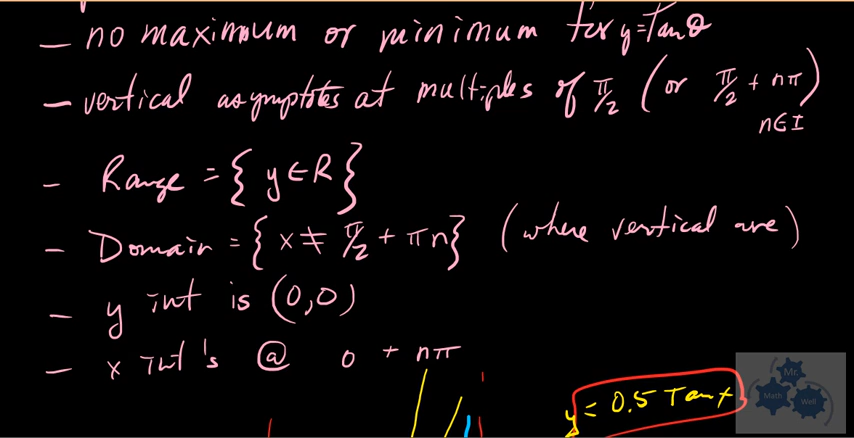 — no maximum or minimum for y=Tanθ
— vertical asymptotes at multiples of π/2 (or π/2 + nπ)
n∈I
— Range = { y∈R }
— Domain = { x≠ π/2 + πn } (where vertical are)
— y int is (0,0)
— x int's @ 0 + nπ
y = 0.5 Tan x
Mr.
Math
Well